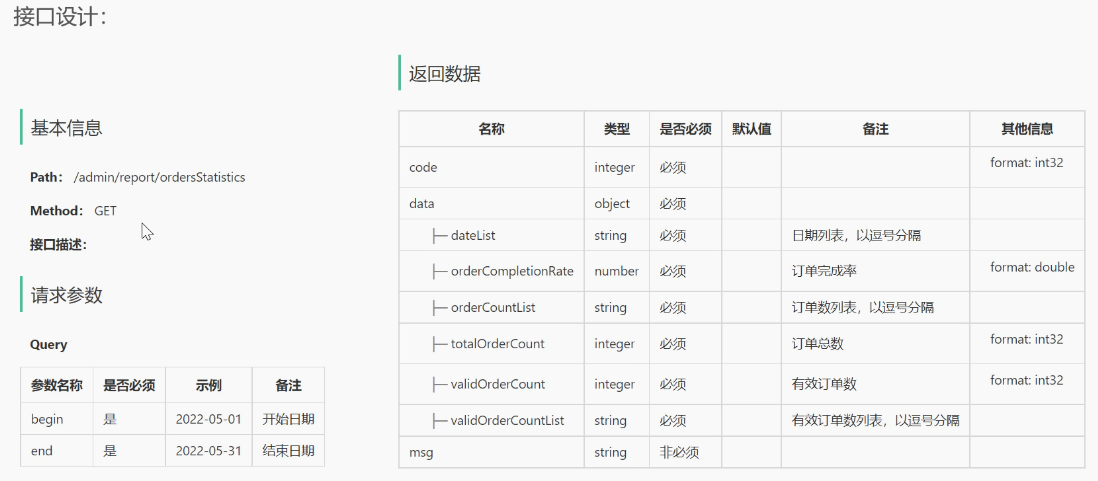 接口设计：
基本信息
Path： /admin/report/ordersStatistics
Method： GET
接口描述：
请求参数
Query
参数名称 是否必须 示例 备注
begin 是 2022-05-01 开始日期
end 是 2022-05-31 结束日期
返回数据
名称 类型 是否必须 默认值 备注 其他信息
code integer 必须 format: int32
data object 必须
├─ dateList string 必须 日期列表，以逗号分隔
├─ orderCompletionRate number 必须 订单完成率 format: double
├─ orderCountList string 必须 订单数列表，以逗号分隔
├─ totalOrderCount integer 必须 订单总数 format: int32
├─ validOrderCount integer 必须 有效订单数 format: int32
├─ validOrderCountList string 必须 有效订单数列表，以逗号分隔
msg string 非必须